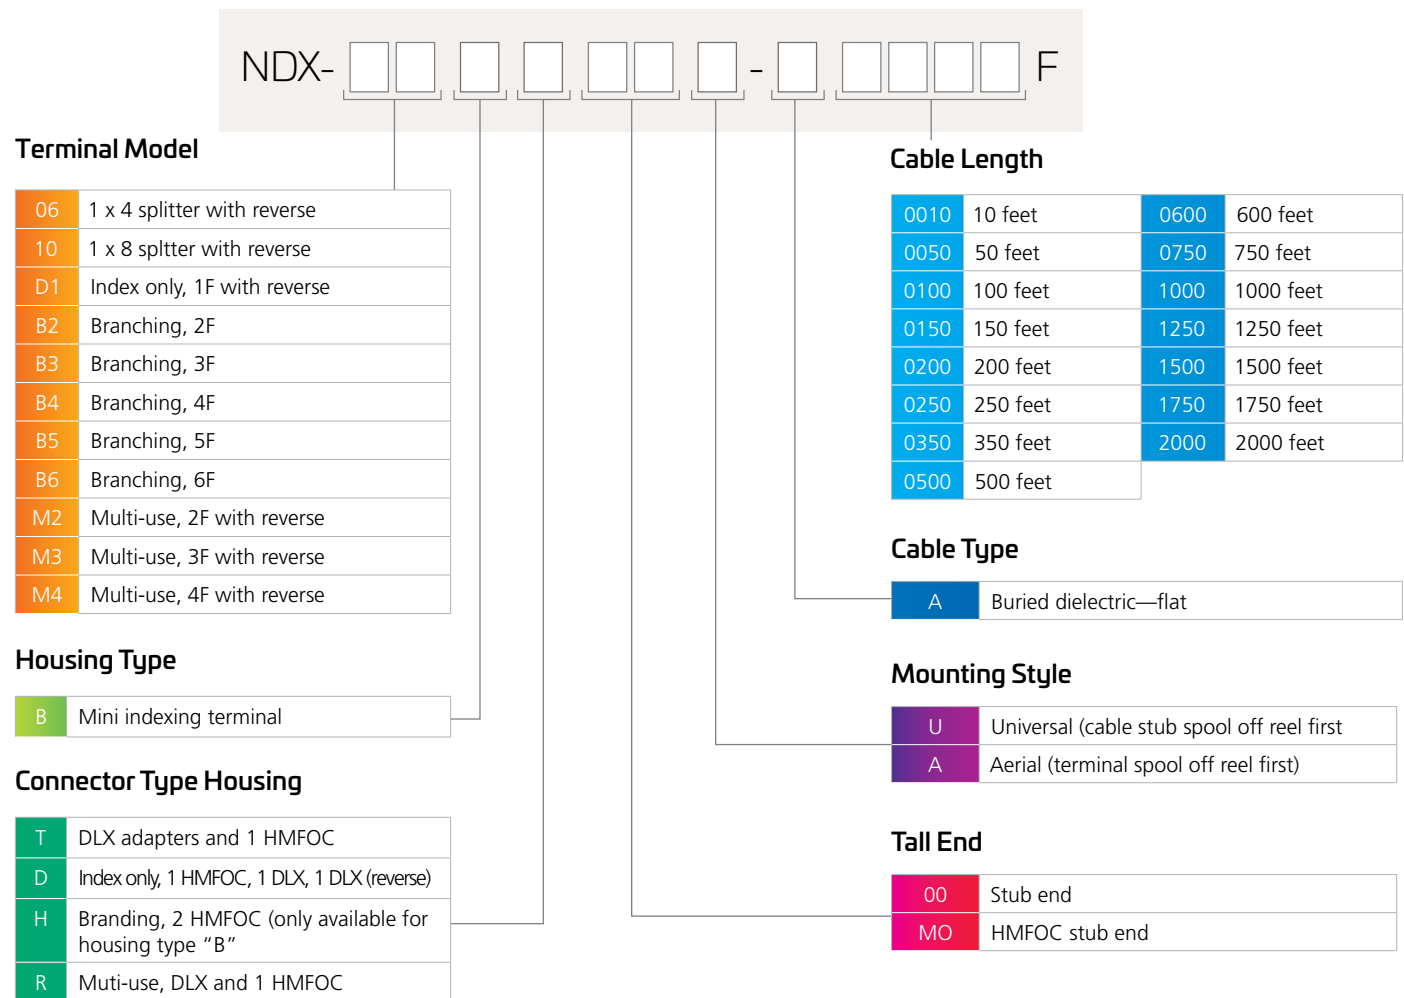 NDX- - F
Terminal Model
06 1 x 4 splitter with reverse
10 1 x 8 spltter with reverse
D1 Index only, 1F with reverse
B2 Branching, 2F
B3 Branching, 3F
B4 Branching, 4F
B5 Branching, 5F
B6 Branching, 6F
M2 Multi-use, 2F with reverse
M3 Multi-use, 3F with reverse
M4 Multi-use, 4F with reverse
Housing Type
B Mini indexing terminal
Connector Type Housing
T DLX adapters and 1 HMFOC
D Index only, 1 HMFOC, 1 DLX, 1 DLX (reverse)
H Branding, 2 HMFOC (only available for
housing type “B”
R Muti-use, DLX and 1 HMFOC
Cable Length
0010 10 feet 0600 600 feet
0050 50 feet 0750 750 feet
0100 100 feet 1000 1000 feet
0150 150 feet 1250 1250 feet
0200 200 feet 1500 1500 feet
0250 250 feet 1750 1750 feet
0350 350 feet 2000 2000 feet
0500 500 feet
Cable Type
A Buried dielectric—flat
Mounting Style
U Universal (cable stub spool off reel first
A Aerial (terminal spool off reel first)
Tall End
00 Stub end
MO HMFOC stub end